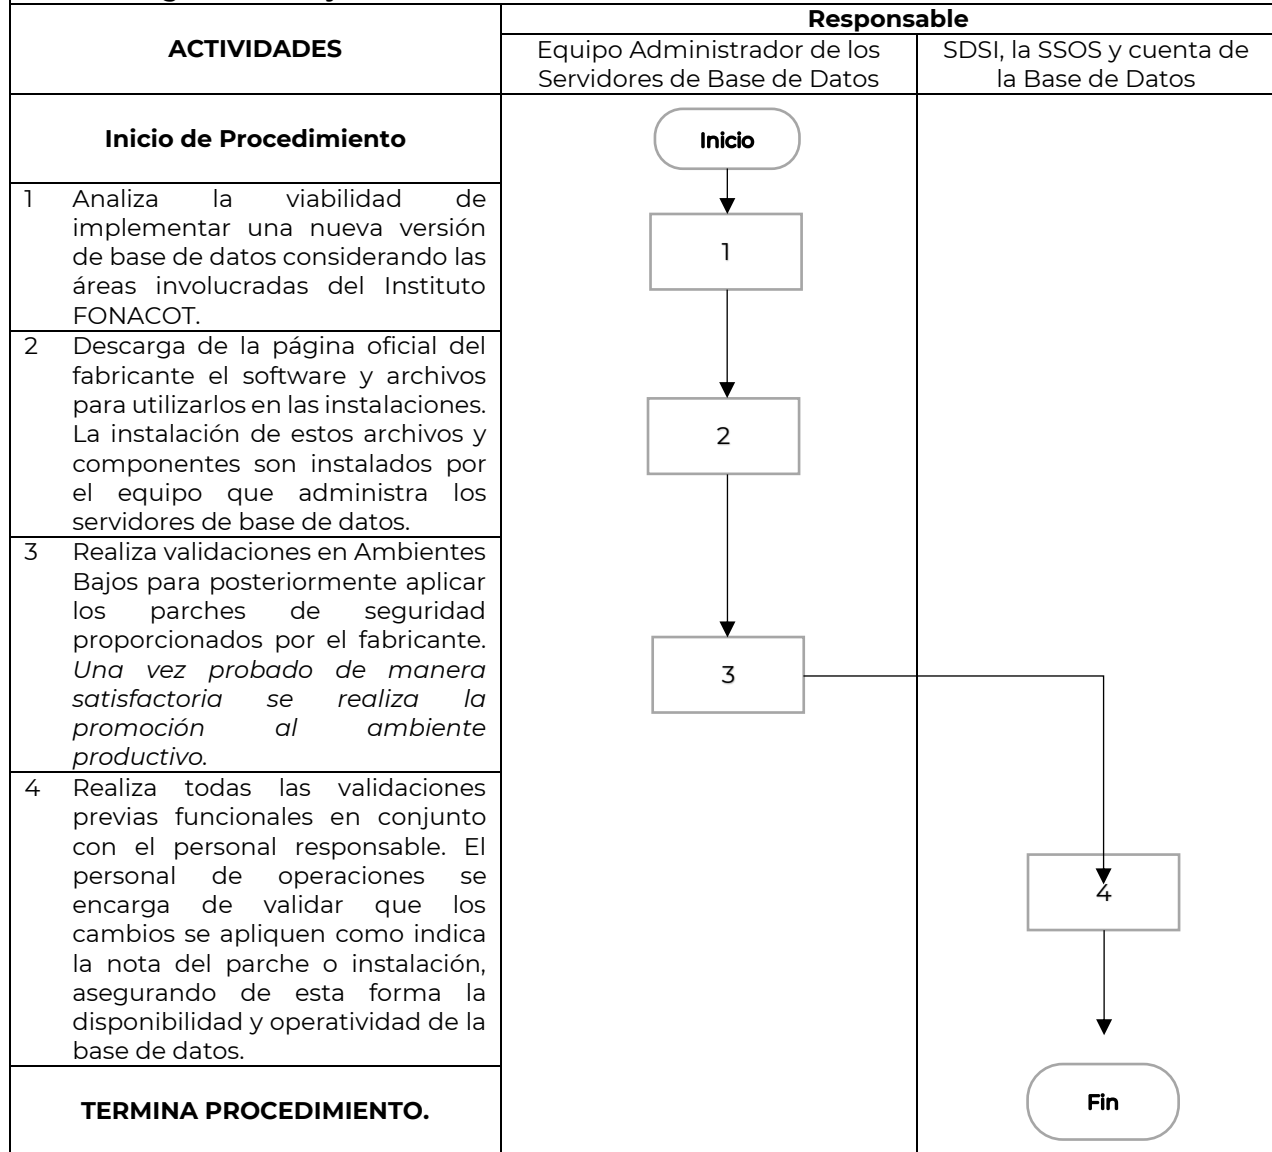 Responsable
ACTIVIDADES
Equipo Administrador de los
Servidores de Base de Datos
SDSI, la SSOS y cuenta de
la Base de Datos
Inicio de Procedimiento
Inicio
1 Analiza la viabilidad de
implementar una nueva versión
de base de datos considerando las
áreas involucradas del Instituto
FONACOT.
1
2 Descarga de la página oficial del
fabricante el software y archivos
para utilizarlos en las instalaciones.
La instalación de estos archivos y
componentes son instalados por
el equipo que administra los
servidores de base de datos.
2
3 Realiza validaciones en Ambientes
Bajos para posteriormente aplicar
los parches de seguridad
proporcionados por el fabricante.
Una vez probado de manera
satisfactoria se realiza la
promoción al ambiente
productivo.
3
4 Realiza todas las validaciones
previas funcionales en conjunto
con el personal responsable. El
personal de operaciones se
encarga de validar que los
cambios se apliquen como indica
la nota del parche o instalación,
asegurando de esta forma la
disponibilidad y operatividad de la
base de datos.
4
TERMINA PROCEDIMIENTO.
Fin